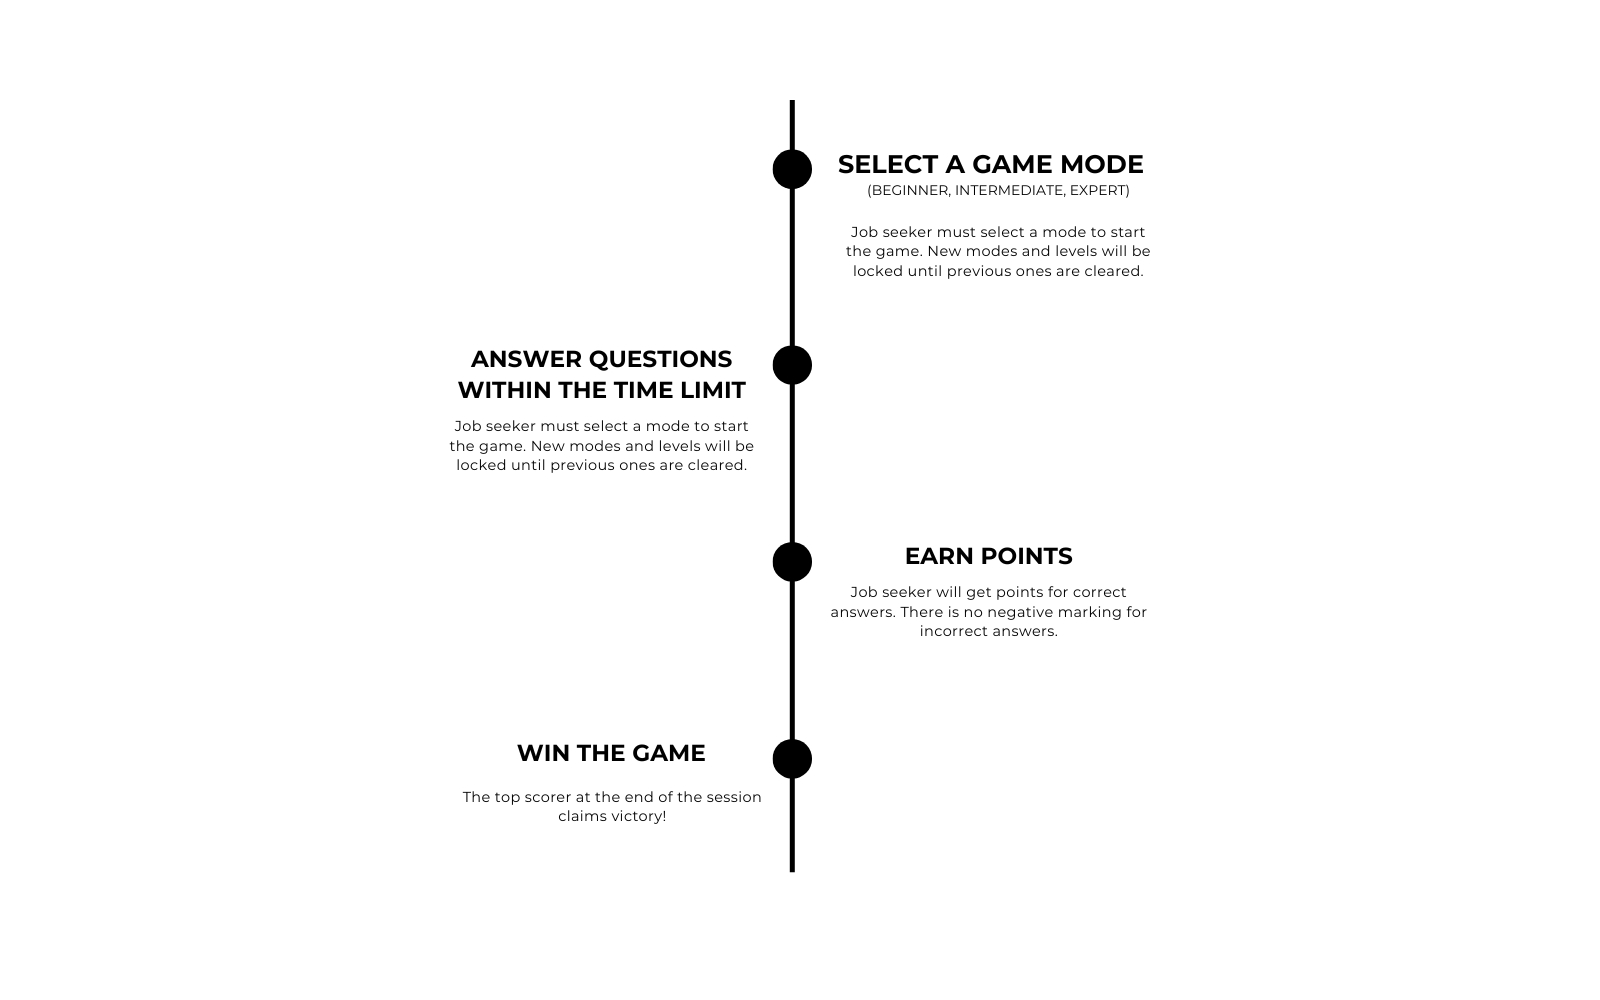 SELECT A GAME MODE
(BEGINNER, INTERMEDIATE, EXPERT)
Job seeker must select a mode to start
the game. New modes and levels will be
locked until previous ones are cleared.
ANSWER QUESTIONS
WITHIN THE TIME LIMIT
Job seeker must select a mode to start
the game. New modes and levels will be
locked until previous ones are cleared.
EARN POINTS
Job seeker will get points for correct
answers. There is no negative marking for
incorrect answers.
WIN THE GAME
The top scorer at the end of the session
claims victory!